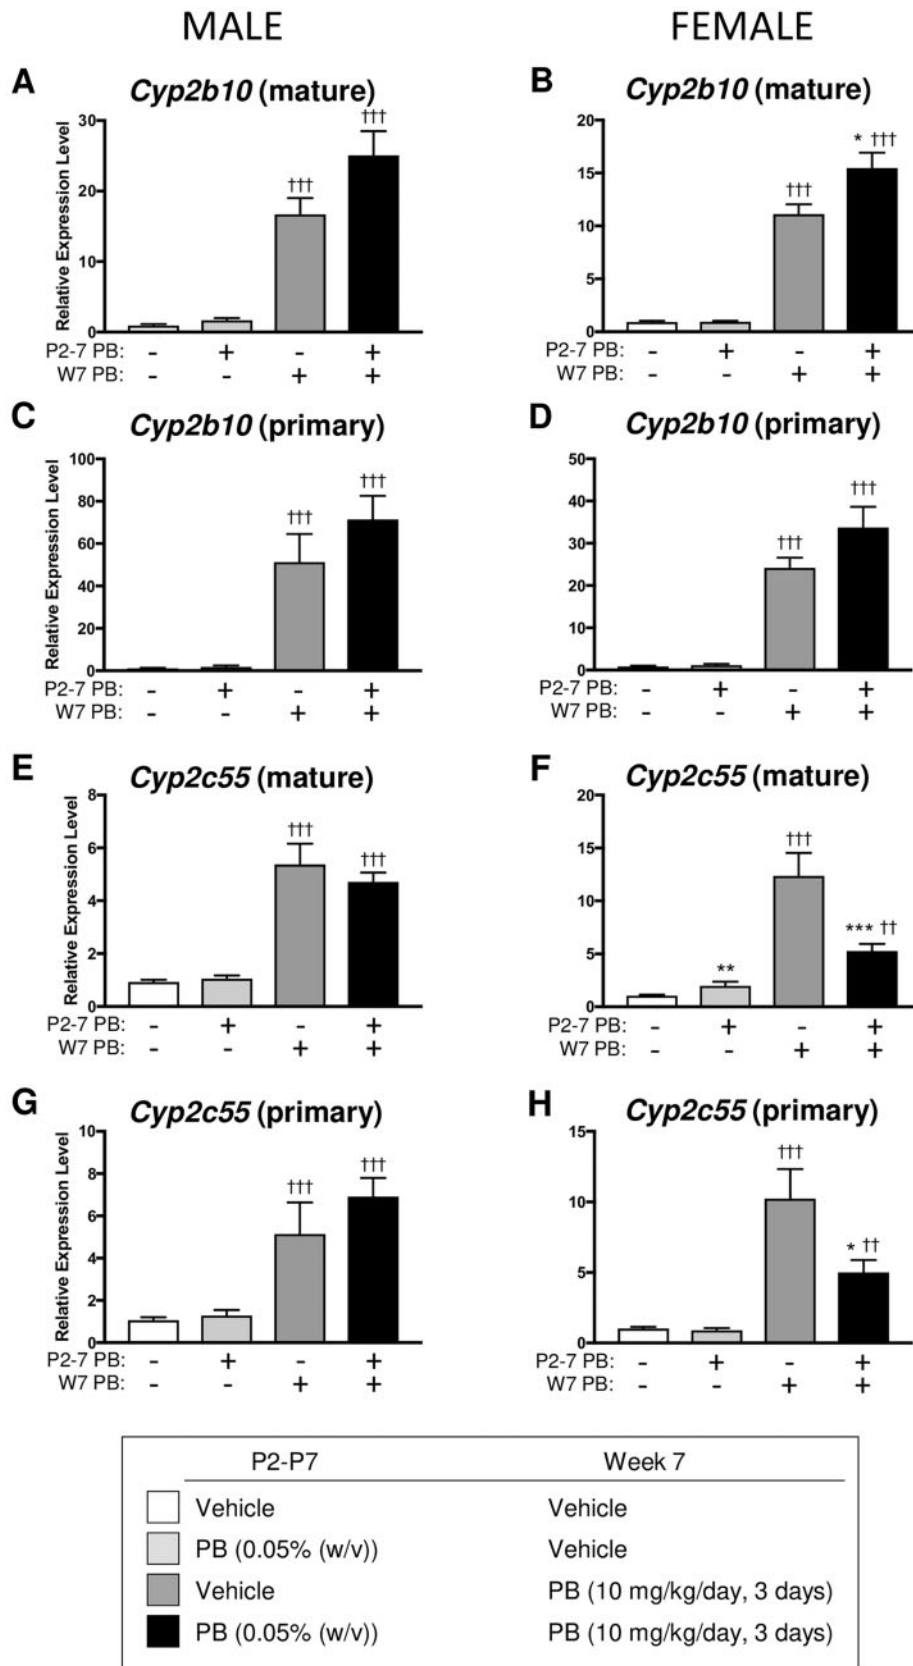 MALE FEMALE
A Cyp2b10 (mature)
Relative Expression Level
30
20
10
0
†††
†††
P2-7 PB: - + - +
W7 PB: - - + +
B Cyp2b10 (mature)
20
15
10
5
0
†††
* †††
P2-7 PB: - + - +
W7 PB: - - + +
C Cyp2b10 (primary)
Relative Expression Level
100
80
60
40
20
0
†††
†††
P2-7 PB: - + - +
W7 PB: - - + +
D Cyp2b10 (primary)
50
40
30
20
10
0
†††
†††
P2-7 PB: - + - +
W7 PB: - - + +
E Cyp2c55 (mature)
Relative Expression Level
8
6
4
2
0
†††
†††
P2-7 PB: - + - +
W7 PB: - - + +
F Cyp2c55 (mature)
20
15
10
5
0
**
†††
*** ††
P2-7 PB: - + - +
W7 PB: - - + +
G Cyp2c55 (primary)
Relative Expression Level
10
8
6
4
2
0
†††
†††
P2-7 PB: - + - +
W7 PB: - - + +
H Cyp2c55 (primary)
15
10
5
0
†††
* ††
P2-7 PB: - + - +
W7 PB: - - + +
P2-P7 Week 7
Vehicle Vehicle
PB (0.05% (w/v)) Vehicle
Vehicle PB (10 mg/kg/day, 3 days)
PB (0.05% (w/v)) PB (10 mg/kg/day, 3 days)